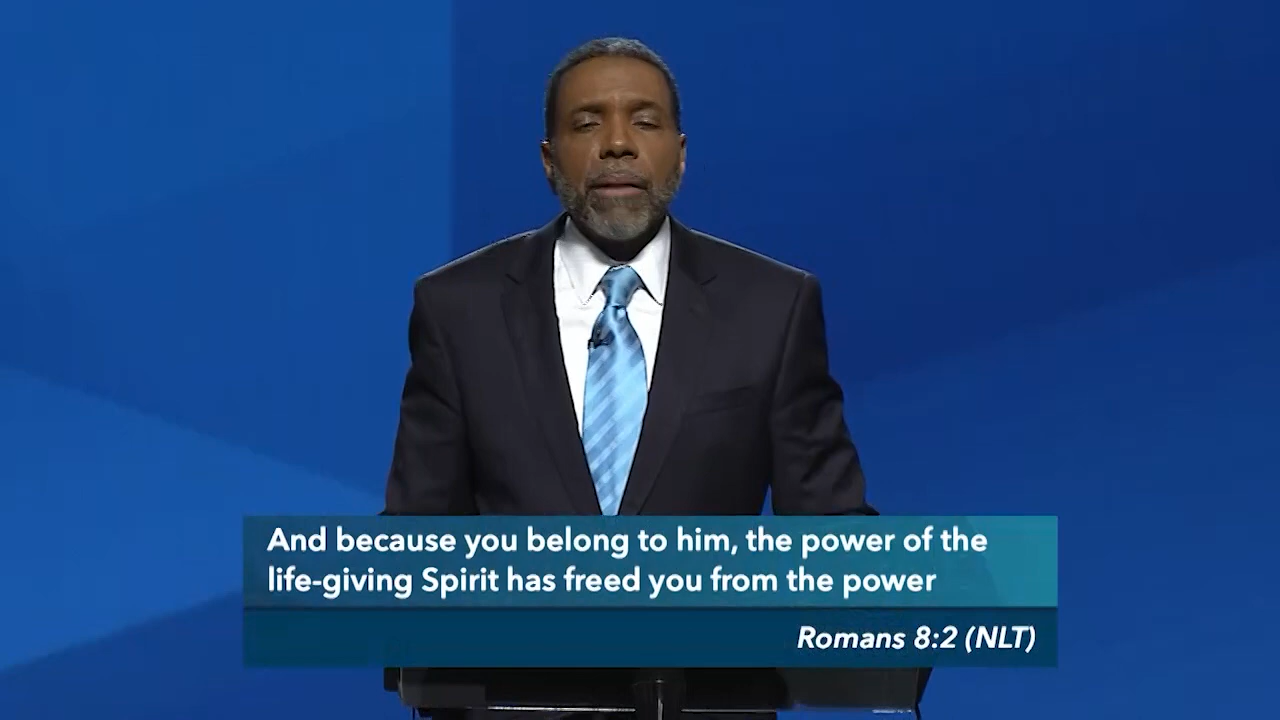 And because you belong to him, the power of the
life-giving Spirit has freed you from the power
Romans 8:2 (NLT)